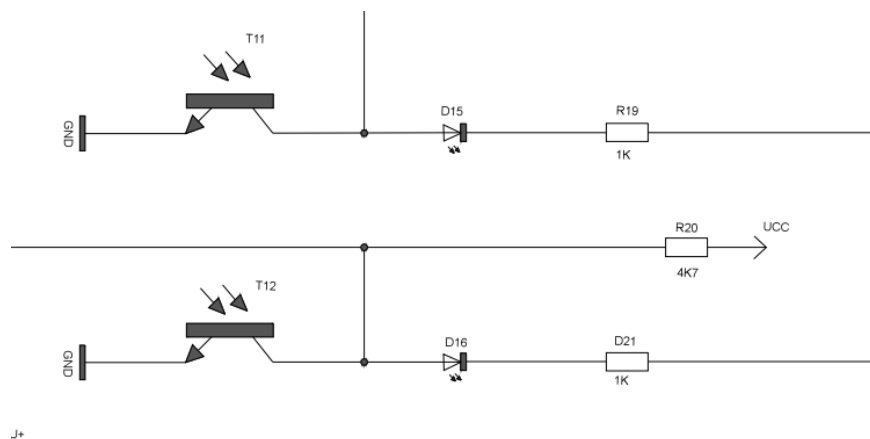 T11
D15
R19
GND
1K
R20
UCC
4K7
T12
D16
D21
GND
1K